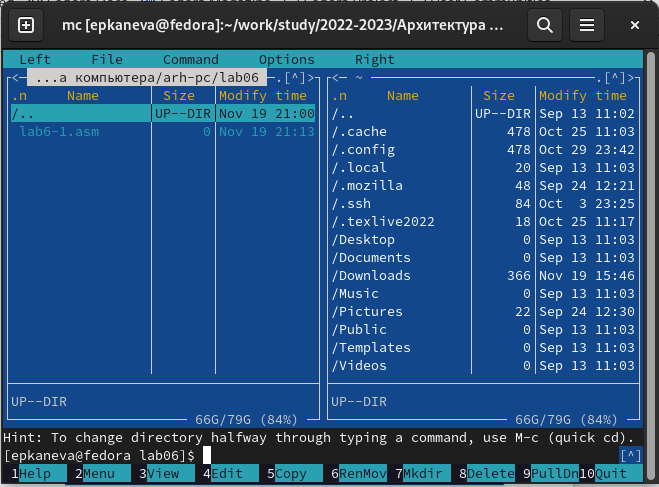 mc [epkaneva@fedora]:~/work/study/2022-2023/Архитектура ...
Left File Command Options Right
<─ ...а компьютера/arh-pc/lab06 ─.[^]>
.n Name Size Modify time
/.. UP--DIR Nov 19 21:00
lab6-1.asm 0 Nov 19 21:13
UP--DIR
66G/79G (84%)
<─ ~ ─.[^]>
.n Name Size Modify time
/.. UP--DIR Sep 13 11:02
/.cache 478 Oct 25 11:03
/.config 478 Oct 29 23:42
/.local 20 Sep 13 11:03
/.mozilla 48 Sep 24 12:21
/.ssh 84 Oct 3 23:25
/.texlive2022 18 Oct 25 11:17
/Desktop 0 Sep 13 11:03
/Documents 0 Sep 13 11:03
/Downloads 366 Nov 19 15:46
/Music 0 Sep 13 11:03
/Pictures 22 Sep 24 12:30
/Public 0 Sep 13 11:03
/Templates 0 Sep 13 11:03
/Videos 0 Sep 13 11:03
UP--DIR
66G/79G (84%)
Hint: To change directory halfway through typing a command, use M-c (quick cd).
[epkaneva@fedora lab06]$ [^]
1Help 2Menu 3View 4Edit 5Copy 6RenMov 7Mkdir 8Delete 9PullDn 10Quit